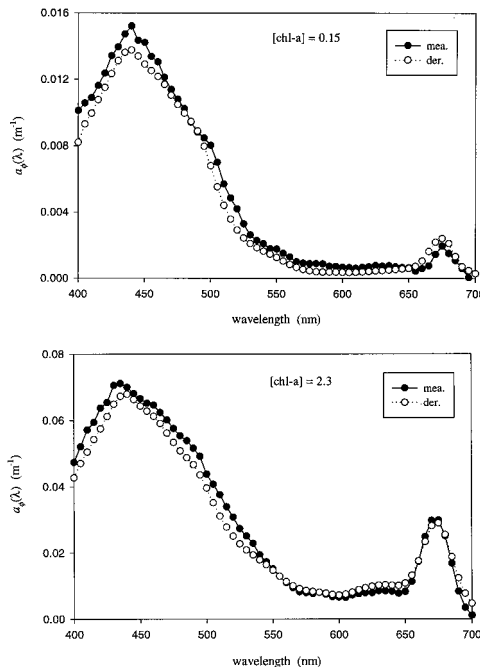 0.016
[chl-a] = 0.15
mea.
der.
0.012
0.008
0.004
0.000
aϕ(λ) (m⁻¹)
400 450 500 550 600 650 700
wavelength (nm)
0.08
[chl-a] = 2.3
mea.
der.
0.06
0.04
0.02
0.00
aϕ(λ) (m⁻¹)
400 450 500 550 600 650 700
wavelength (nm)